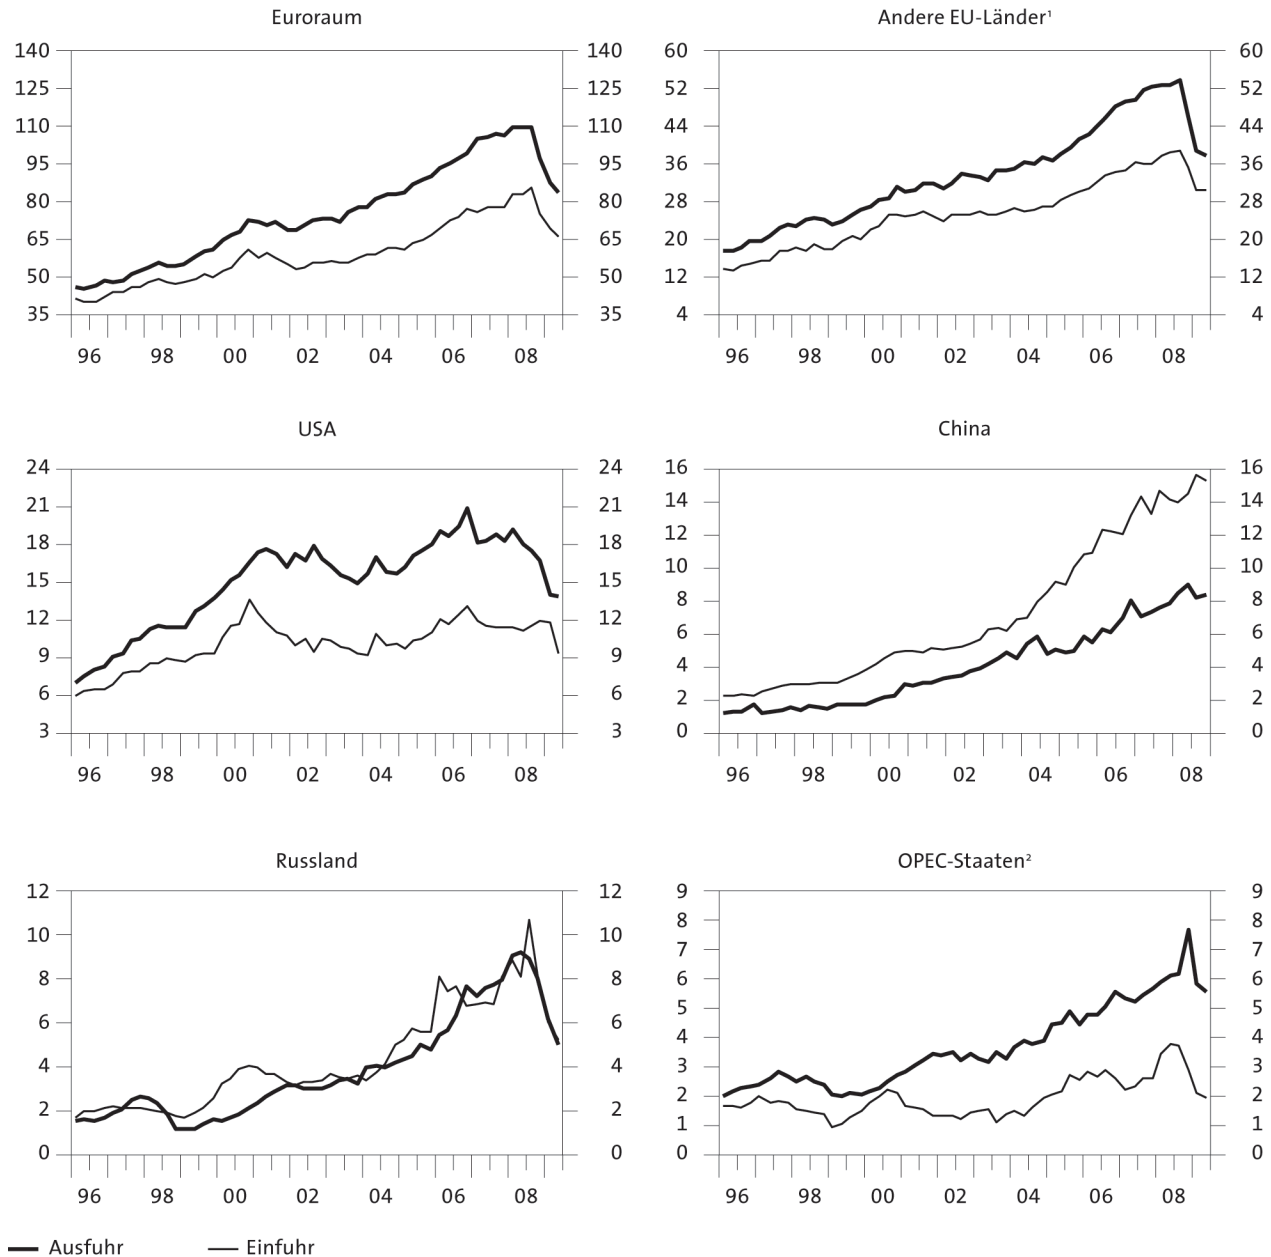 Euroraum Andere EU-Länder¹
140 140 60 60
125 125 52 52
110 110 44 44
95 95 36 36
80 80 28 28
65 65 20 20
50 50 12 12
35 35 4 4
96 98 00 02 04 06 08 96 98 00 02 04 06 08
USA China
24 24 16 16
21 21 14 14
18 18 12 12
15 15 10 10
12 12 8 8
9 9 6 6
6 6 4 4
3 3 2 2
0 0
96 98 00 02 04 06 08 96 98 00 02 04 06 08
Russland OPEC-Staaten²
12 12 9 9
10 10 8 8
8 8 7 7
6 6 6 6
4 4 5 5
2 2 4 4
0 0 3 3
2 2
1 1
0 0
96 98 00 02 04 06 08 96 98 00 02 04 06 08
Ausfuhr Einfuhr